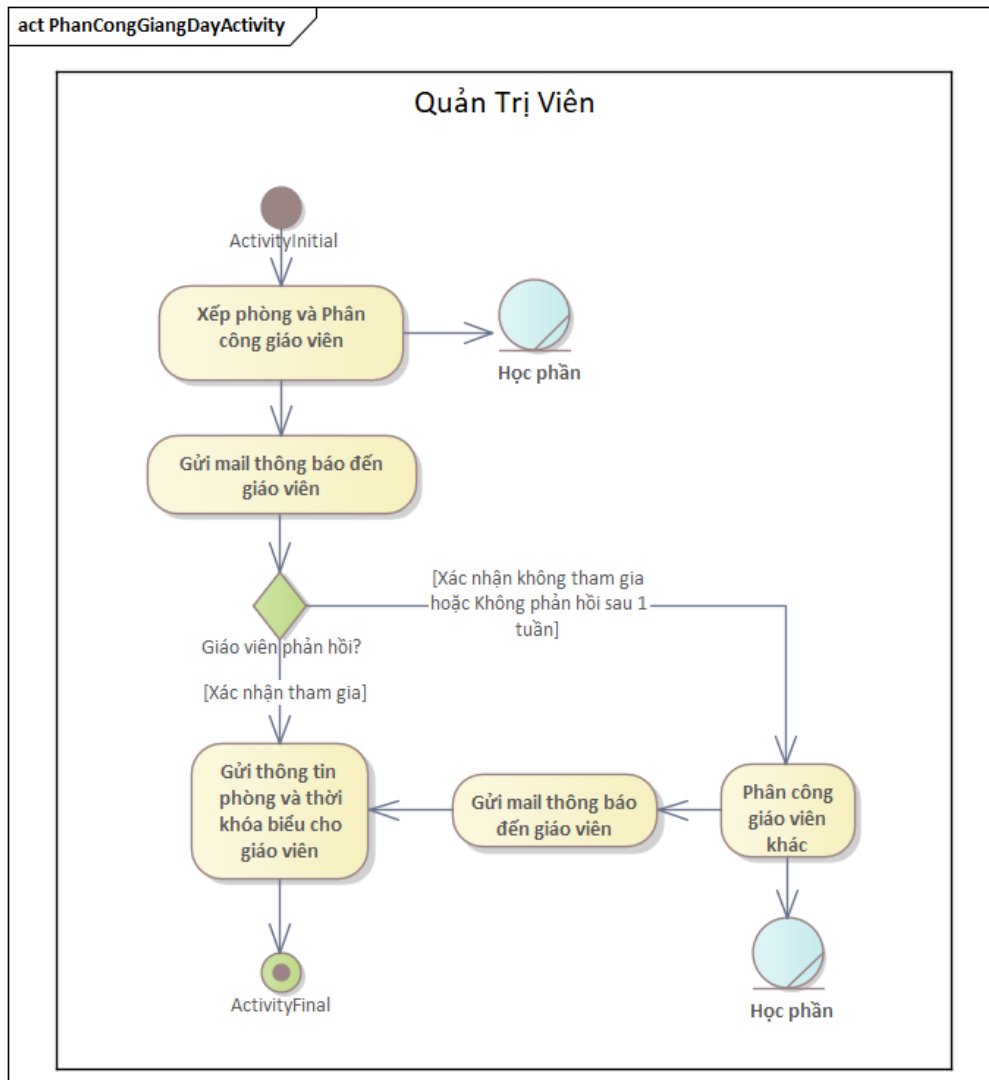 act PhanCongGiangDayActivity
Quản Trị Viên
ActivityInitial
Xếp phòng và Phân
công giáo viên
Học phần
Gửi mail thông báo đến
giáo viên
[Xác nhận không tham gia
hoặc Không phản hồi sau 1
tuần]
Giáo viên phản hồi?
[Xác nhận tham gia]
Gửi thông tin
phòng và thời
khóa biểu cho
giáo viên
Gửi mail thông báo
đến giáo viên
Phân công
giáo viên
khác
ActivityFinal
Học phần